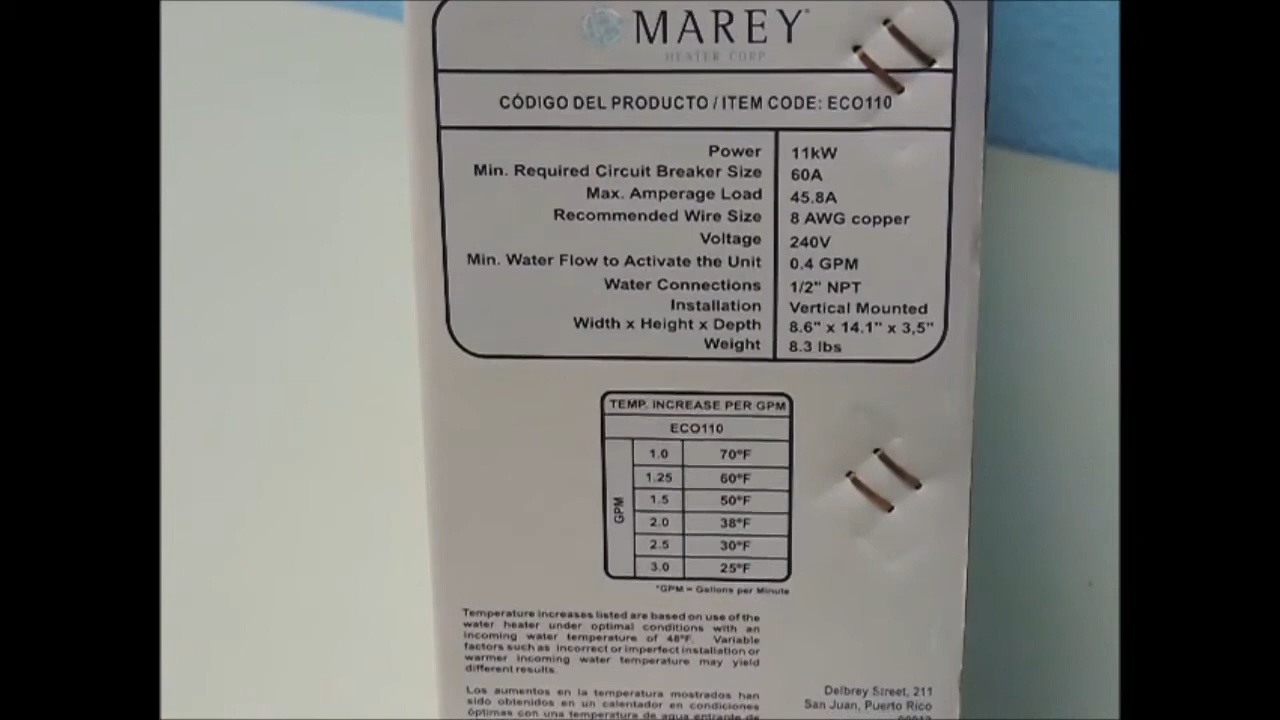 MAREY
HEATER CORP
CÓDIGO DEL PRODUCTO / ITEM CODE: ECO110
Power 11kW
Min. Required Circuit Breaker Size 60A
Max. Amperage Load 45.8A
Recommended Wire Size 8 AWG copper
Voltage 240V
Min. Water Flow to Activate the Unit 0.4 GPM
Water Connections 1/2" NPT
Installation Vertical Mounted
Width x Height x Depth 8.6" x 14.1" x 3,5"
Weight 8.3 lbs
TEMP. INCREASE PER GPM
ECO110
GPM
1.0 70°F
1.25 60°F
1.5 50°F
2.0 38°F
2.5 30°F
3.0 25°F
*GPM = Gallons per Minute
Temperature increases listed are based on use of the
water heater under optimal conditions with an
incoming water temperature of 48°F. Variable
factors such as incorrect or imperfect installation or
warmer incoming water temperature may yield
different results.
Los aumentos en la temperatura mostrados han
sido obtenidos en un calentador en condiciones
óptimas con una temperatura de agua entrante de
Delbrey Street, 211
San Juan, Puerto Rico